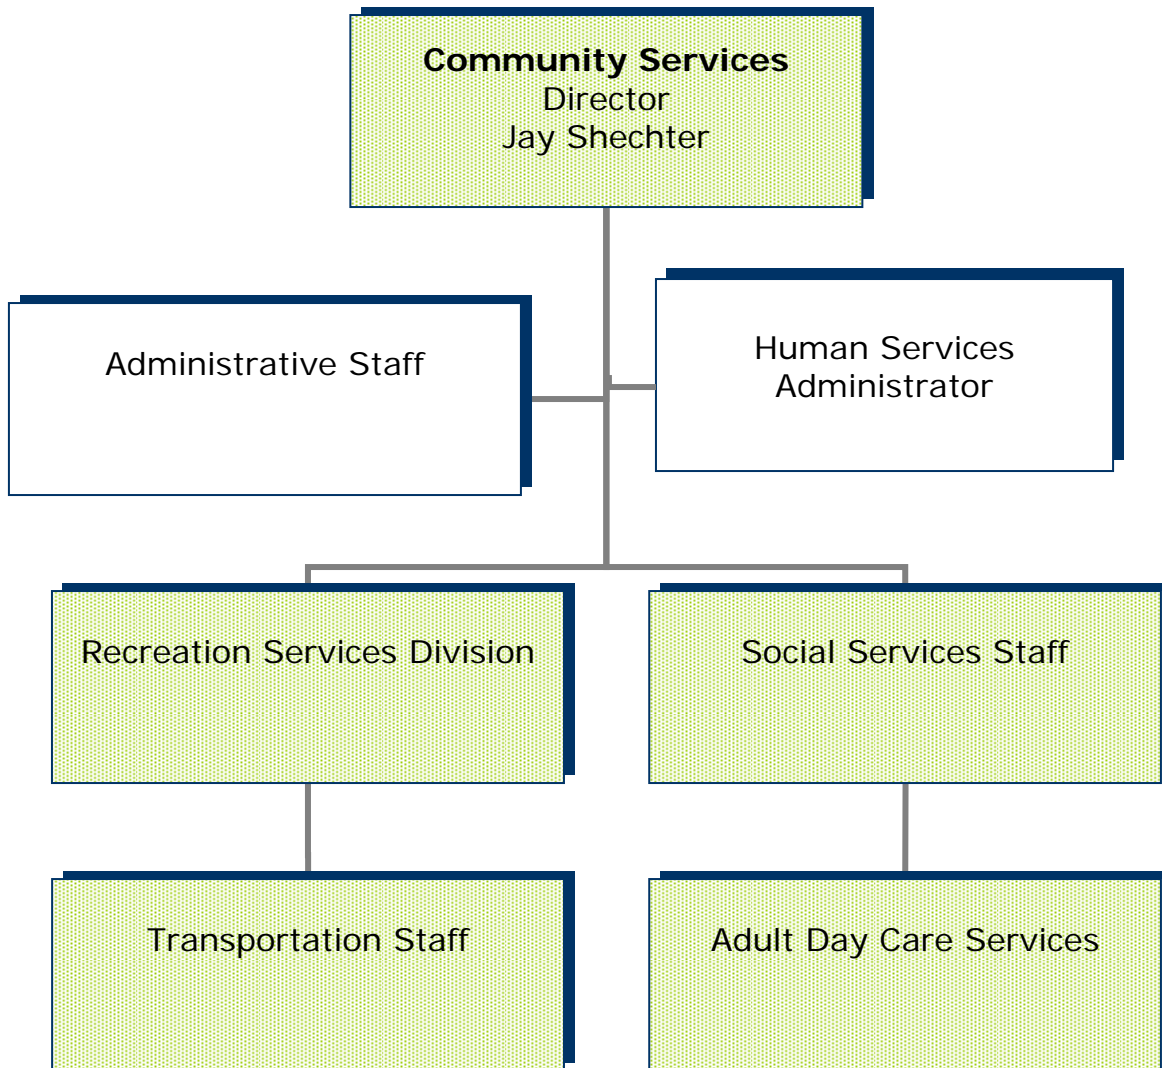 Community Services
Director
Jay Shechter
Administrative Staff
Human Services
Administrator
Recreation Services Division
Social Services Staff
Transportation Staff
Adult Day Care Services